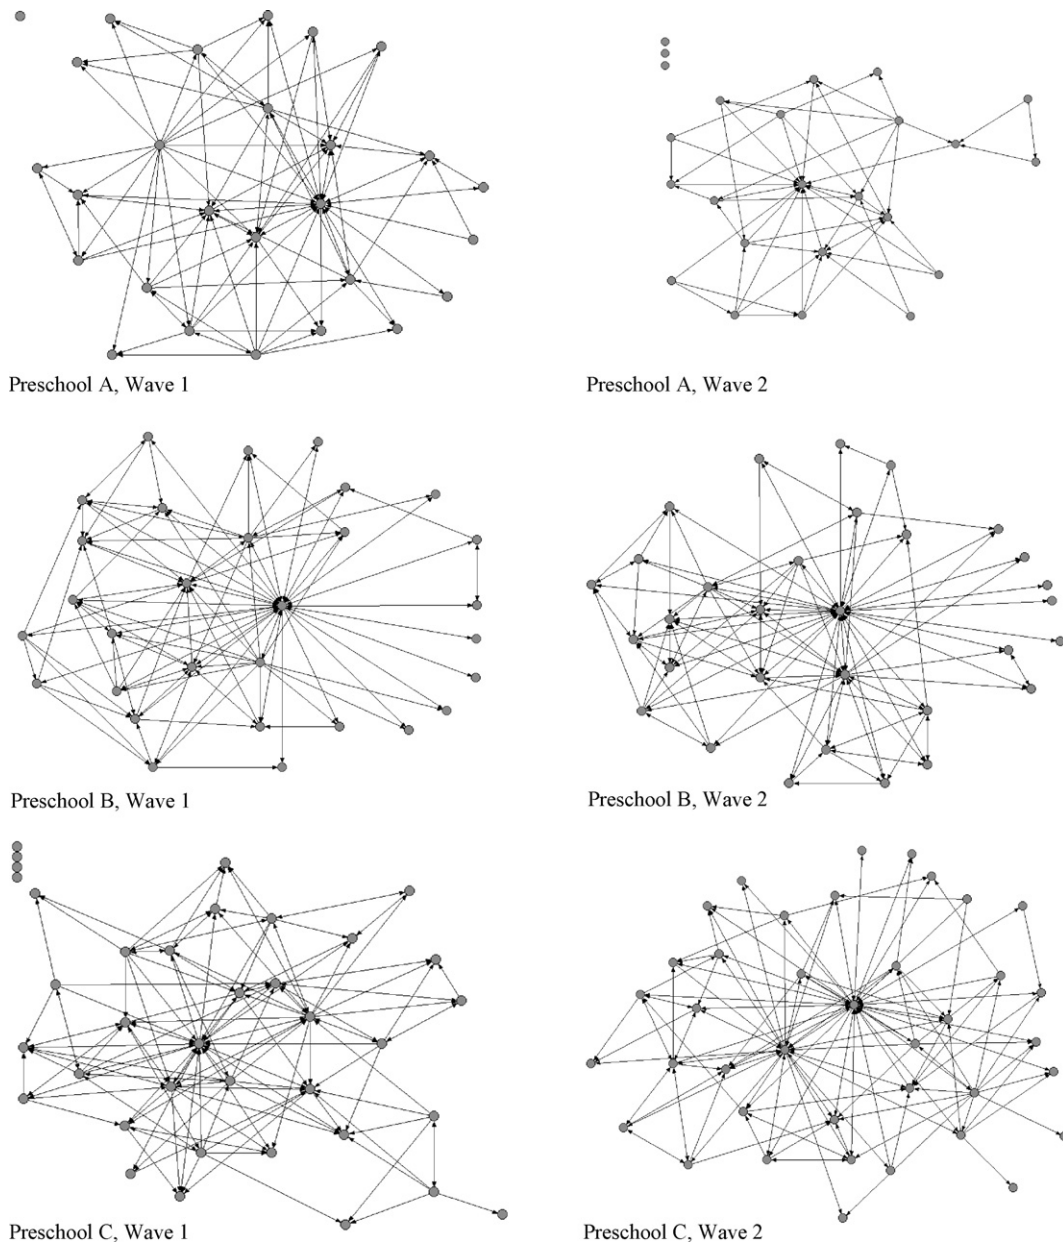 Preschool A, Wave 1
Preschool A, Wave 2
Preschool B, Wave 1
Preschool B, Wave 2
Preschool C, Wave 1
Preschool C, Wave 2